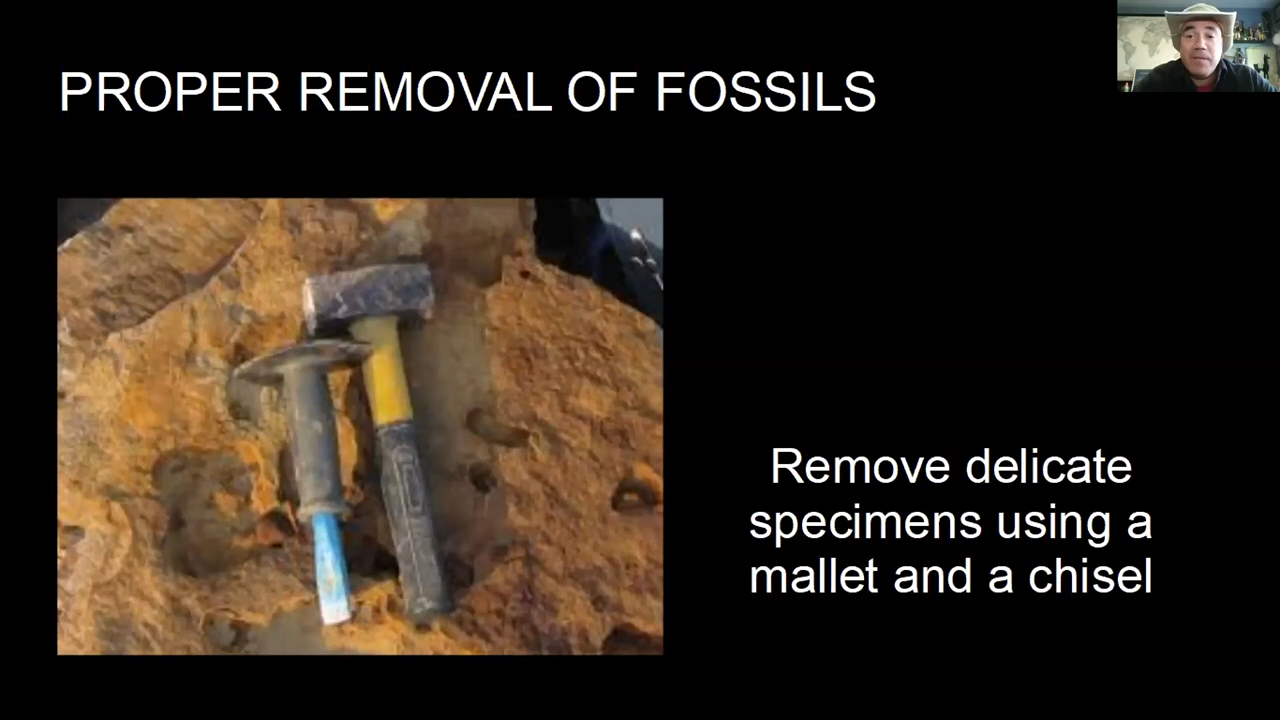 PROPER REMOVAL OF FOSSILS
Remove delicate
specimens using a
mallet and a chisel